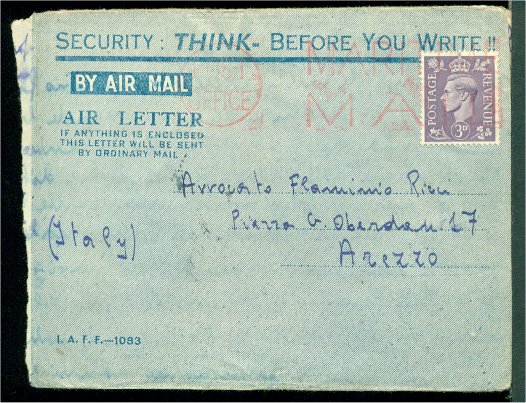 SECURITY: THINK- BEFORE YOU WRITE!!
BY AIR MAIL
AIR LETTER
IF ANYTHING IS ENCLOSED
THIS LETTER WILL BE SENT
BY ORDINARY MAIL
OFFICE
POSTAGE REVENUE
3D
Avvocato Flaminio
Piazza G. Oberdan 17
Arezzo
(Italy)
I. A. F. F.—1083